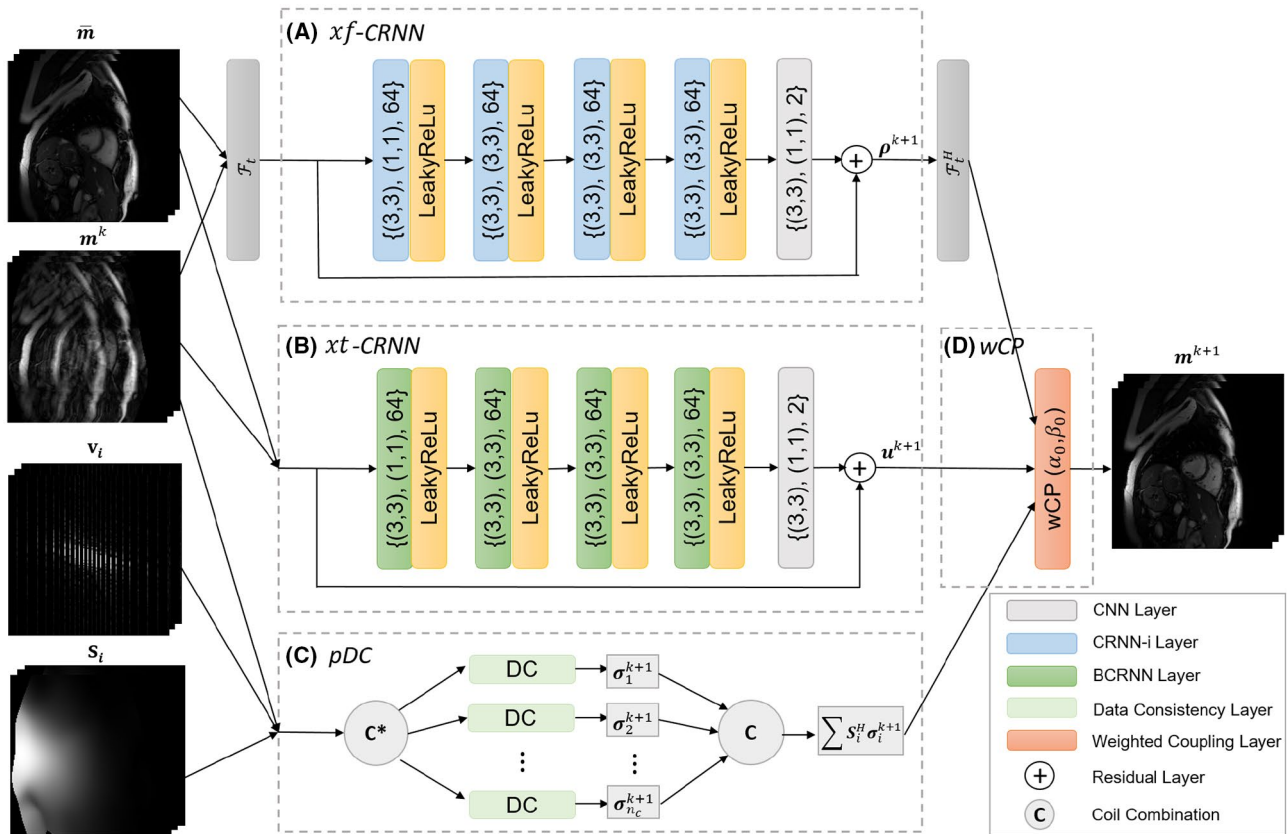 m̄
m^k
v_i
S_i
ℱ_t
(A) xf-CRNN
{(3,3), (1,1), 64}
LeakyReLu
{(3,3), (3,3), 64}
LeakyReLu
{(3,3), (3,3), 64}
LeakyReLu
{(3,3), (3,3), 64}
LeakyReLu
{(3,3), (1,1), 2}
+
ρ^{k+1}
ℱ_t^H
(B) xt-CRNN
{(3,3), (1,1), 64}
LeakyReLu
{(3,3), (3,3), 64}
LeakyReLu
{(3,3), (3,3), 64}
LeakyReLu
{(3,3), (3,3), 64}
LeakyReLu
{(3,3), (1,1), 2}
+
u^{k+1}
(C) pDC
C*
DC
σ_1^{k+1}
DC
σ_2^{k+1}
⋮
⋮
DC
σ_{n_c}^{k+1}
C
∑ S_i^H σ_i^{k+1}
(D) wCP
wCP (α_0,β_0)
m^{k+1}
CNN Layer
CRNN-i Layer
BCRNN Layer
Data Consistency Layer
Weighted Coupling Layer
+ Residual Layer
C Coil Combination